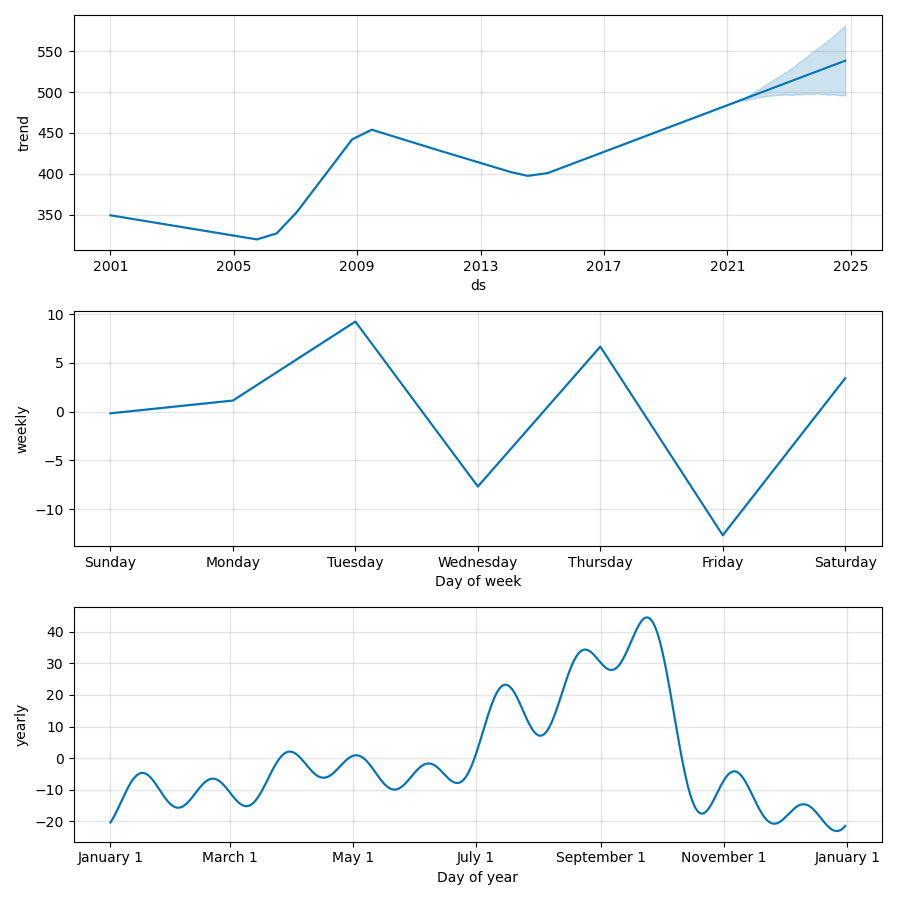 550
500
450
400
350
trend
2001 2005 2009 2013 2017 2021 2025
ds
10
5
0
−5
−10
weekly
Sunday Monday Tuesday Wednesday Thursday Friday Saturday
Day of week
40
30
20
10
0
−10
−20
yearly
January 1 March 1 May 1 July 1 September 1 November 1 January 1
Day of year